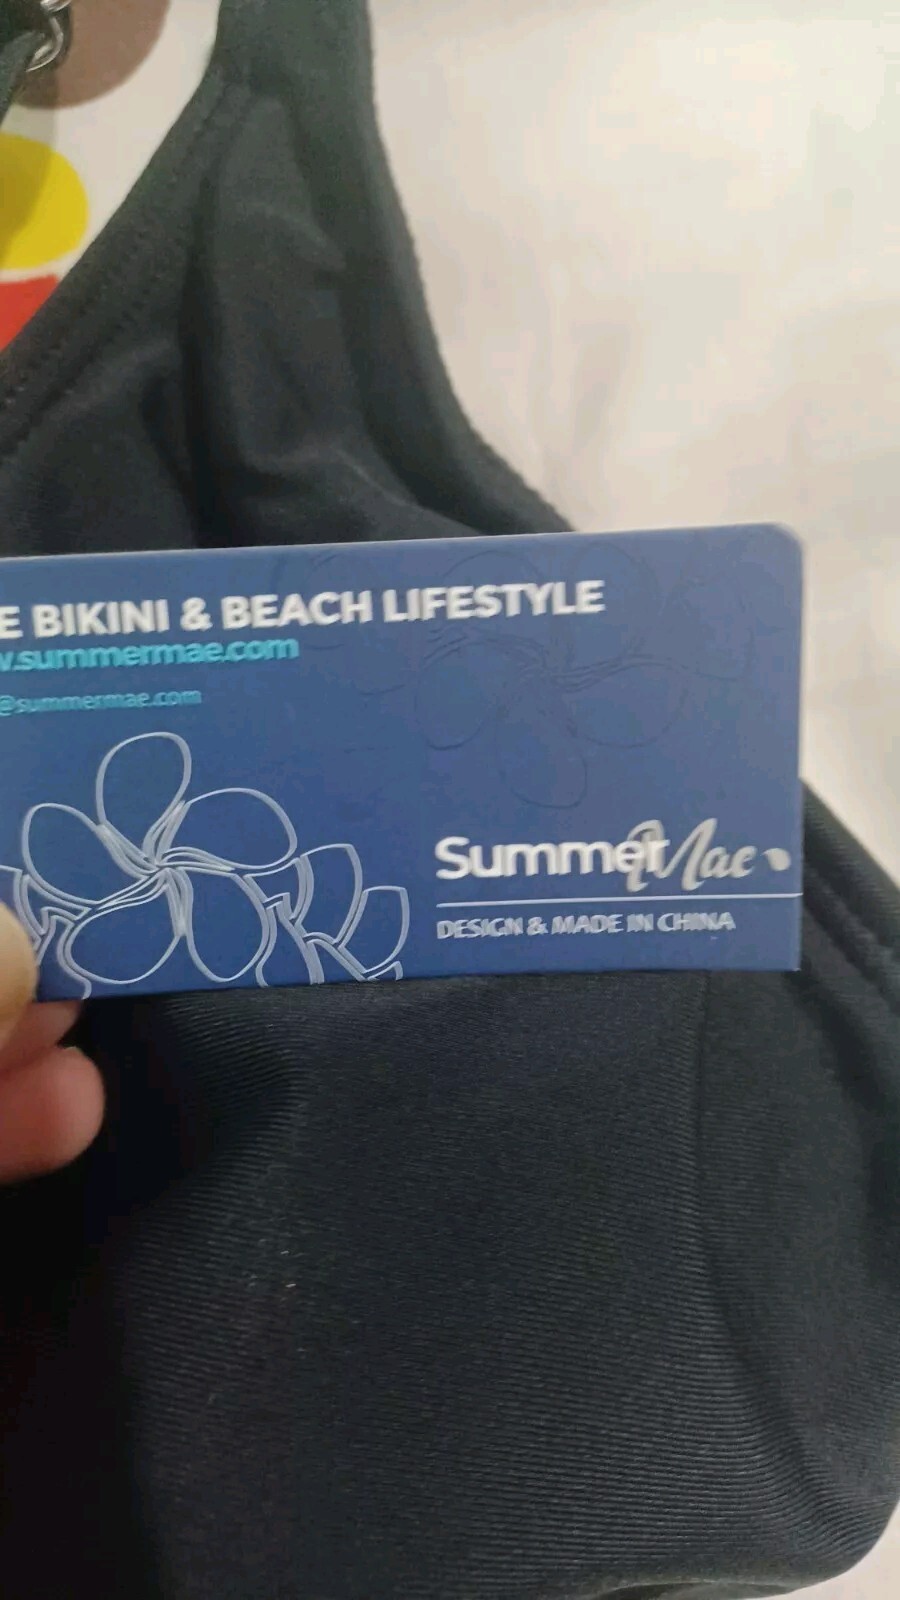 E BIKINI & BEACH LIFESTYLE
w.summermae.com
@summermae.com
SummerMae
DESIGN & MADE IN CHINA